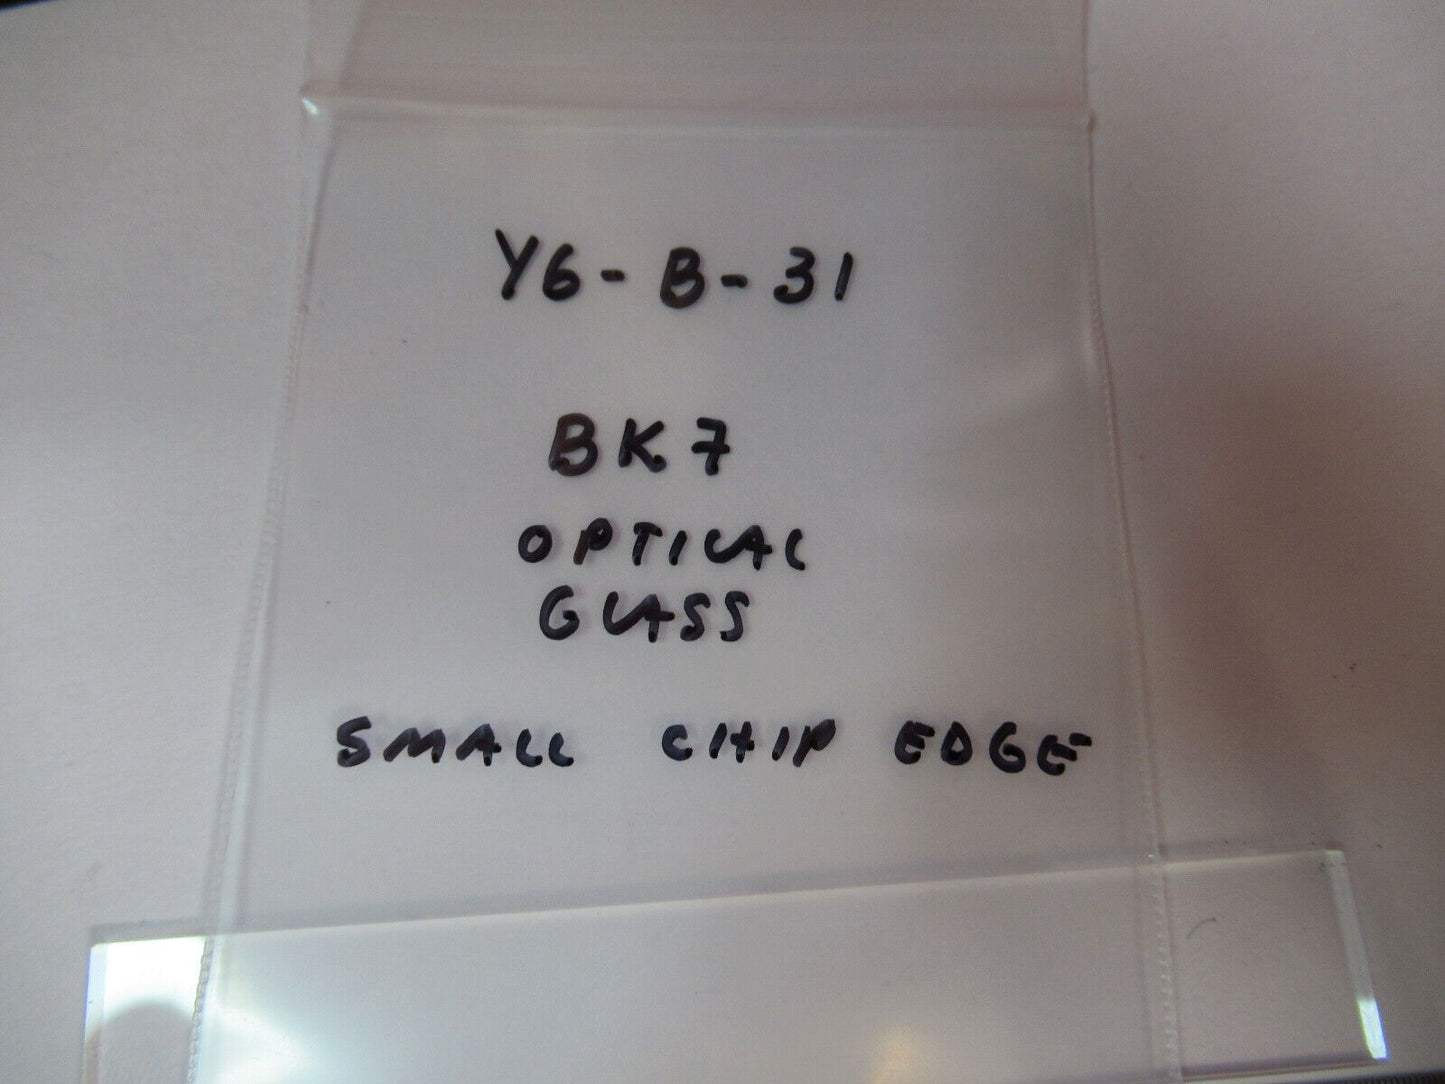 Y6-B-31
BK7
OPTICAL
GLASS
SMALL CHIP EDGE